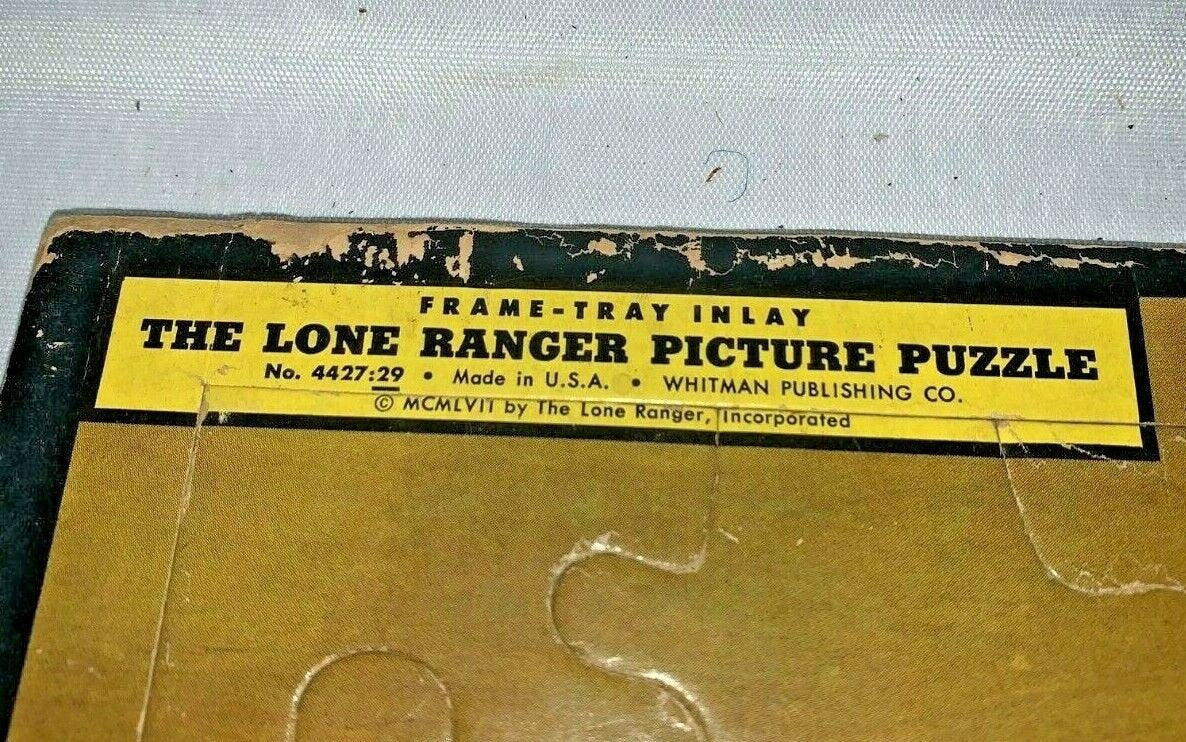 FRAME-TRAY INLAY
THE LONE RANGER PICTURE PUZZLE
No. 4427:29 • Made in U.S.A. • WHITMAN PUBLISHING CO.
© MCMLVII by The Lone Ranger, Incorporated